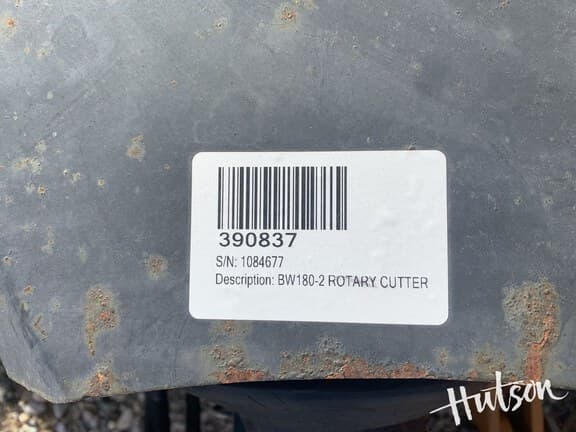 390837
S/N: 1084677
Description: BW180-2 ROTARY CUTTER
Hutson